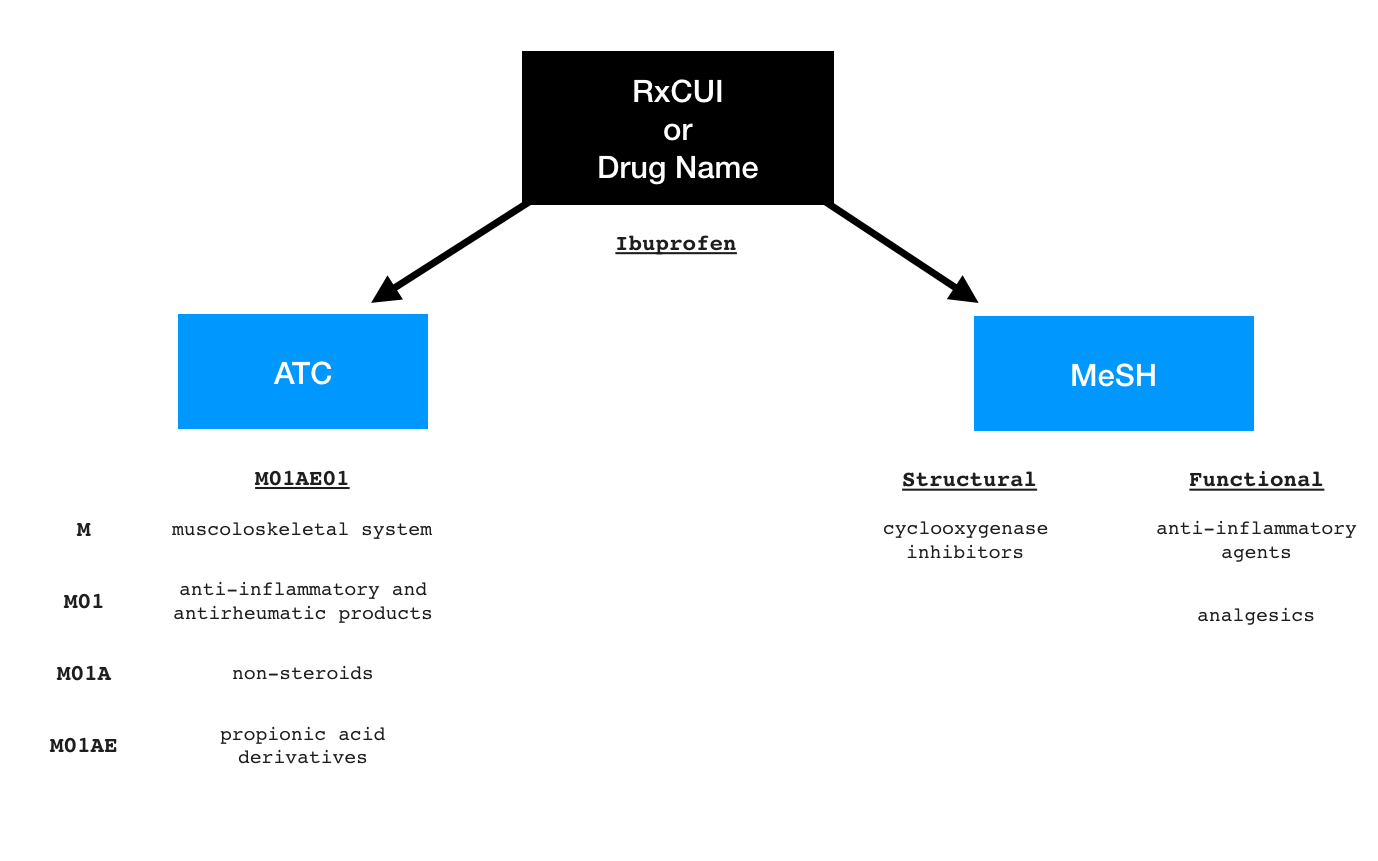 RxCUI
or
Drug Name
Ibuprofen
ATC
M01AE01
M muscoloskeletal system
M01 anti-inflammatory and
antirheumatic products
M01A non-steroids
M01AE propionic acid
derivatives
MeSH
Structural Functional
cyclooxygenase anti-inflammatory
inhibitors agents
analgesics